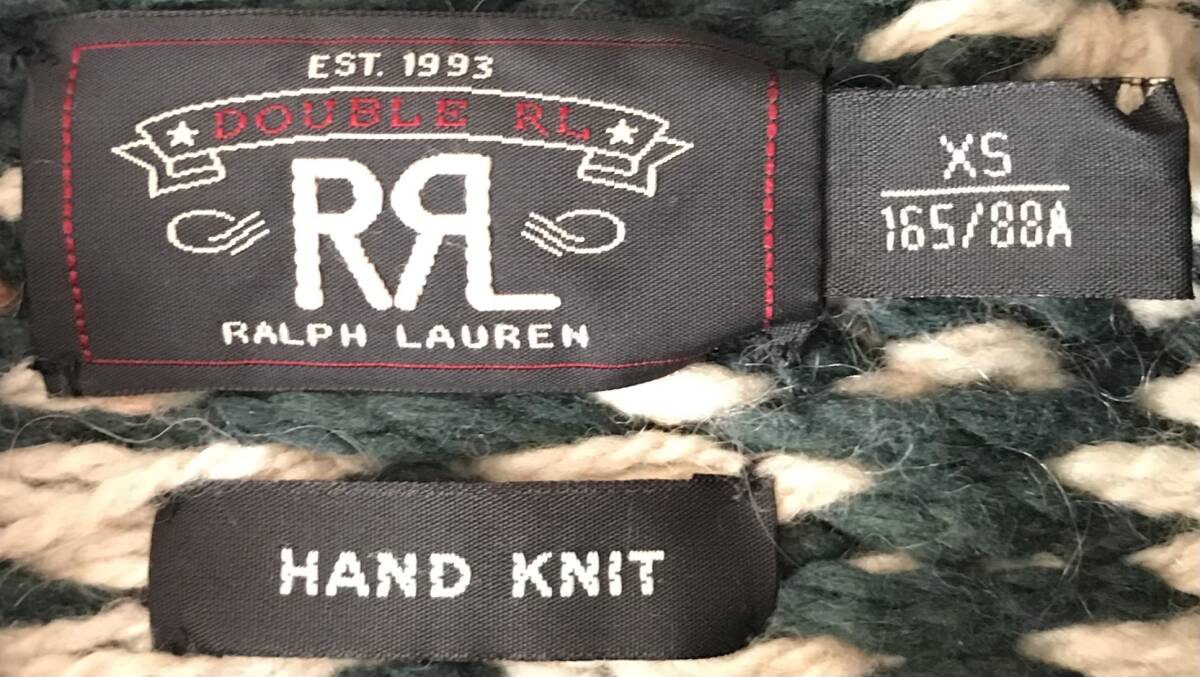 EST. 1993
DOUBLE RL
RRL
RALPH LAUREN
XS
165/88A
HAND KNIT